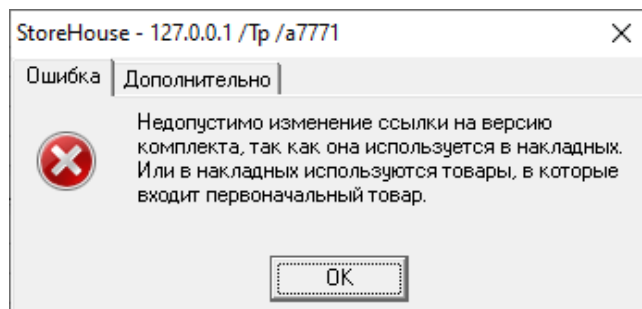 StoreHouse - 127.0.0.1 /Tp /a7771
Ошибка
Дополнительно
Недопустимо изменение ссылки на версию
комплекта, так как она используется в накладных.
Или в накладных используются товары, в которые
входит первоначальный товар.
OK